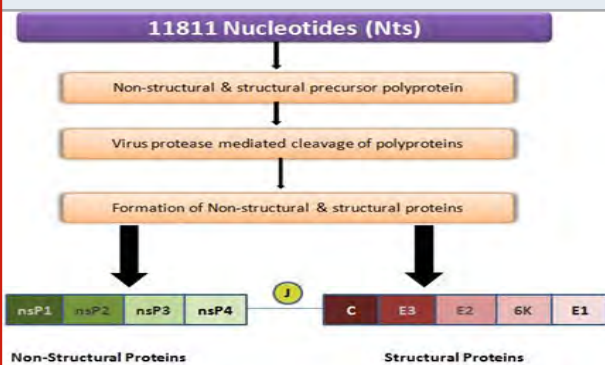 11811 Nucleotides (Nts)
Non-structural & structural precursor polyprotein
Virus protease mediated cleavage of polyproteins
Formation of Non-structural & structural proteins
nsP1 nsP2 nsP3 nsP4 J C E3 E2 6K E1
Non-Structural Proteins Structural Proteins